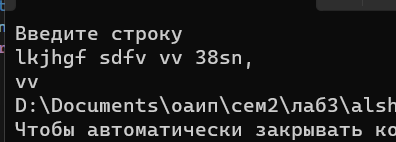 Введите строку
lkjhgf sdfv vv 38sn,
vv
D:\Documents\оаип\сем2\лаб3\alsh
Чтобы автоматически закрывать ко